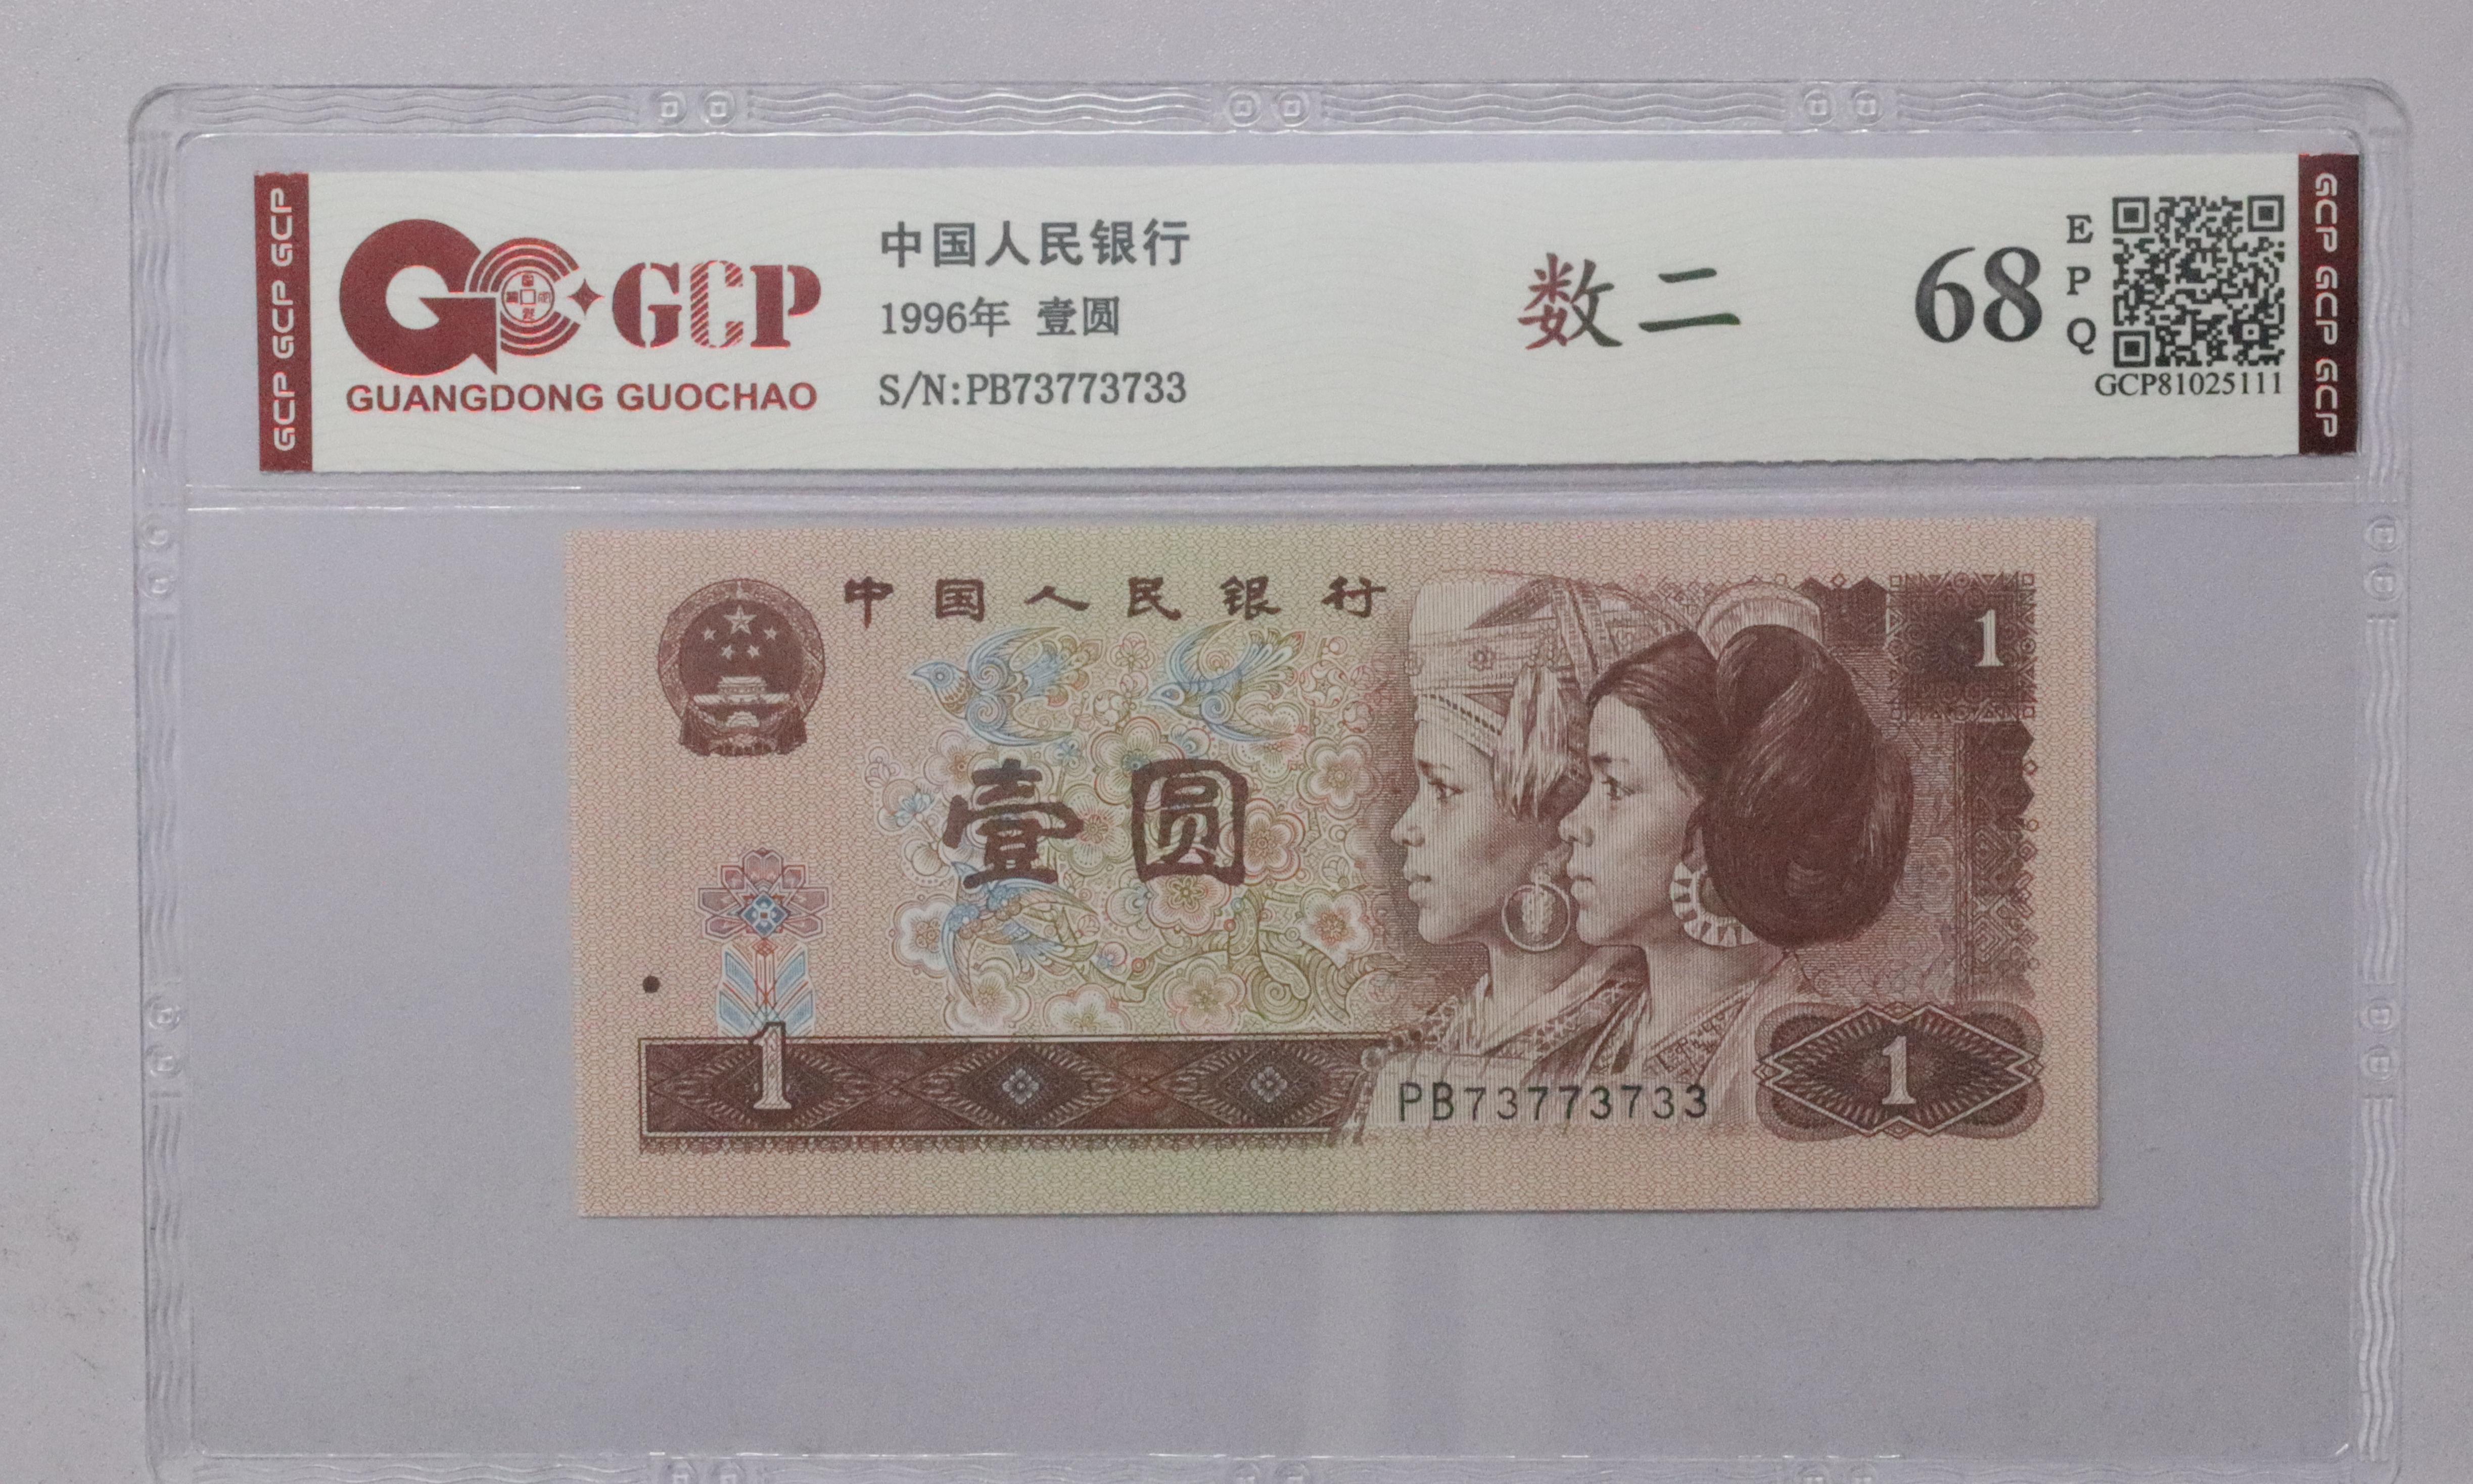 GCP GCP GCP
GCP
GUANGDONG GUOCHAO
中国人民银行
1996年 壹圆
S/N:PB73773733
数二
68
E
P
Q
GCP81025111
GCP GCP GCP
中国人民银行
1
壹圆
1
PB73773733
1